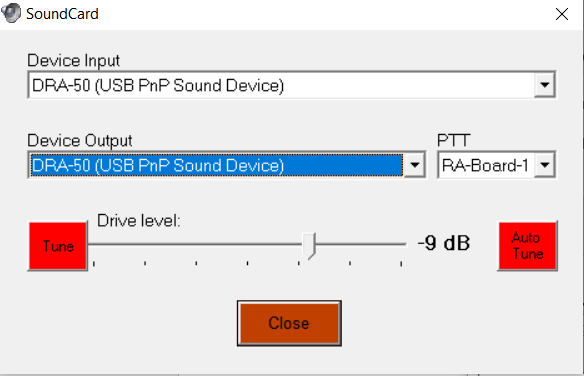 SoundCard
Device Input
DRA-50 (USB PnP Sound Device)
Device Output
PTT
DRA-50 (USB PnP Sound Device)
RA-Board-1
Drive level:
Tune
-9 dB
Auto
Tune
Close